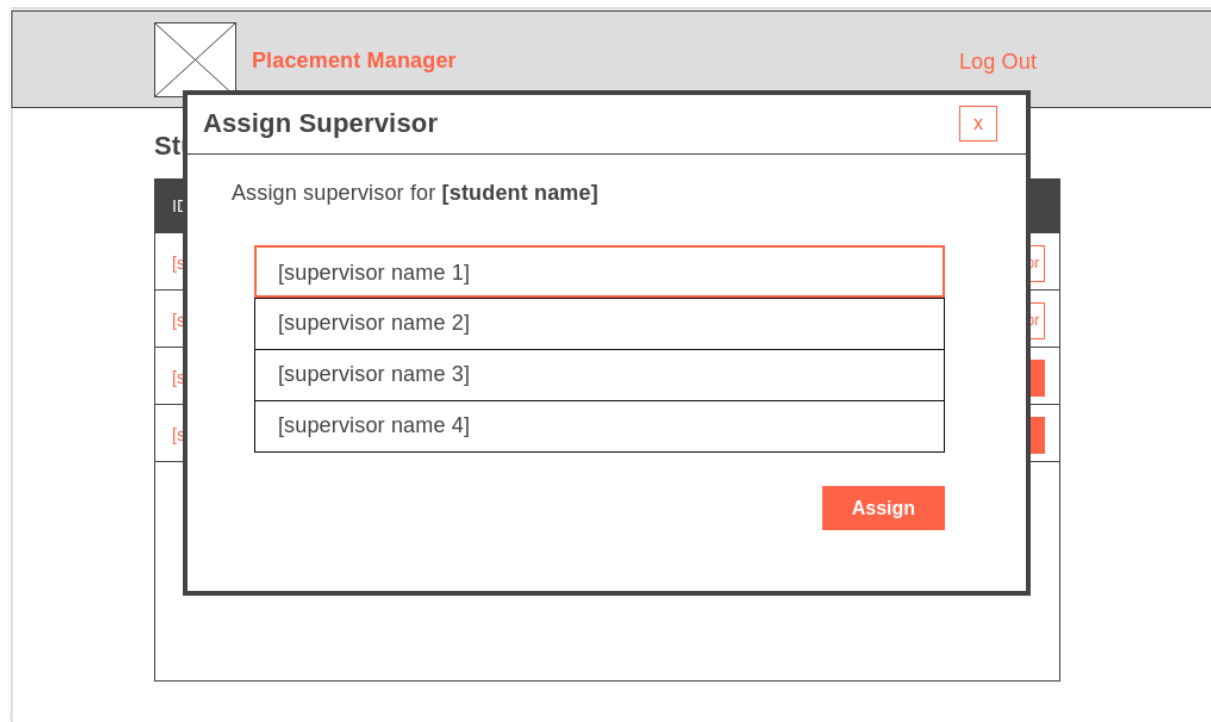 Placement Manager
Log Out
Assign Supervisor
x
Assign supervisor for [student name]
[supervisor name 1]
[supervisor name 2]
[supervisor name 3]
[supervisor name 4]
Assign